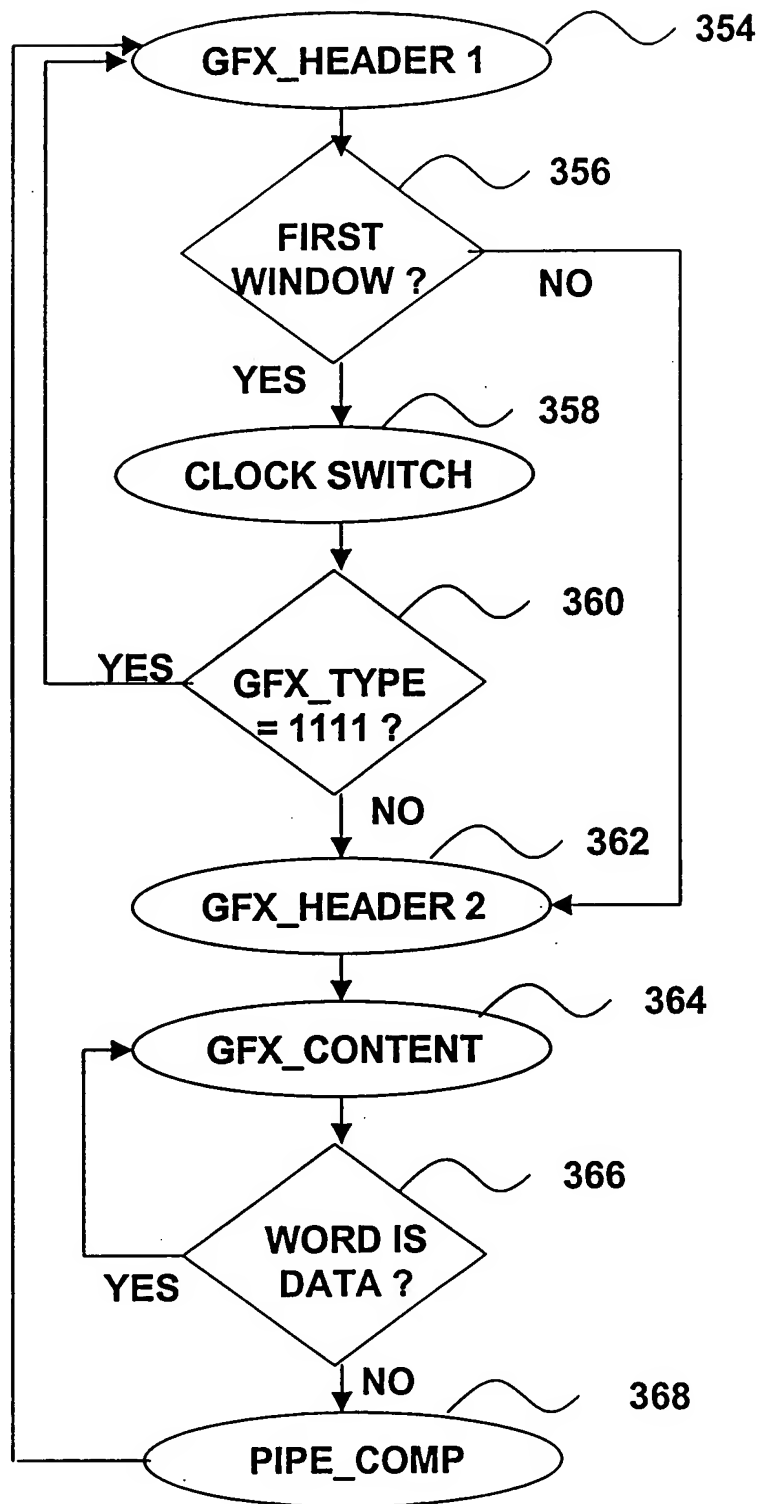 354
GFX_HEADER 1
356
FIRST
WINDOW ?
NO
YES
358
CLOCK SWITCH
360
YES
GFX_TYPE
= 1111 ?
NO
362
GFX_HEADER 2
364
GFX_CONTENT
366
WORD IS
DATA ?
YES
NO
368
PIPE_COMP